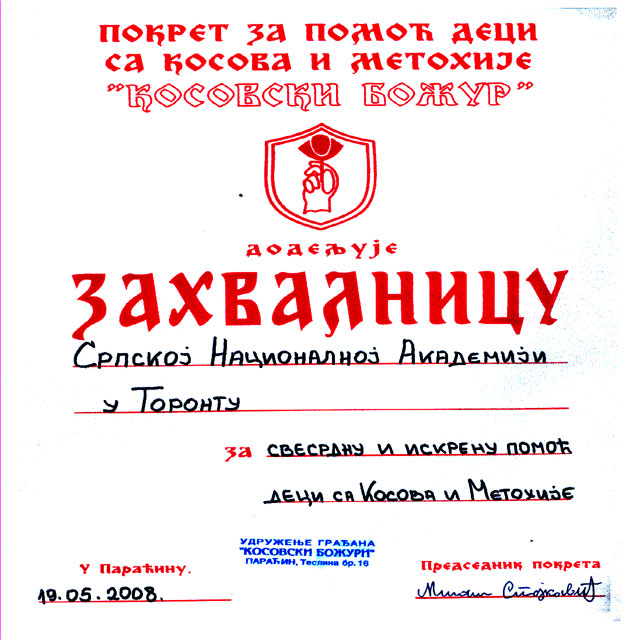 ПОКРЕТ ЗА ПОМОЋ ДЕЦИ
СА КОСОВА И МЕТОХИЈЕ
"КОСОВСКИ БОЖУР"
додељује
ЗАХВАЛНИЦУ
Српској Националној Академији
у Торонту
за свесрдну и искрену помоћ
деци са Косова и Метохије
УДРУЖЕЊЕ ГРАЂАНА
"КОСОВСКИ БОЖУРИ"
ПАРАЋИН, Теслина бр. 16
У Параћину,
19.05.2008.
Председник покрета